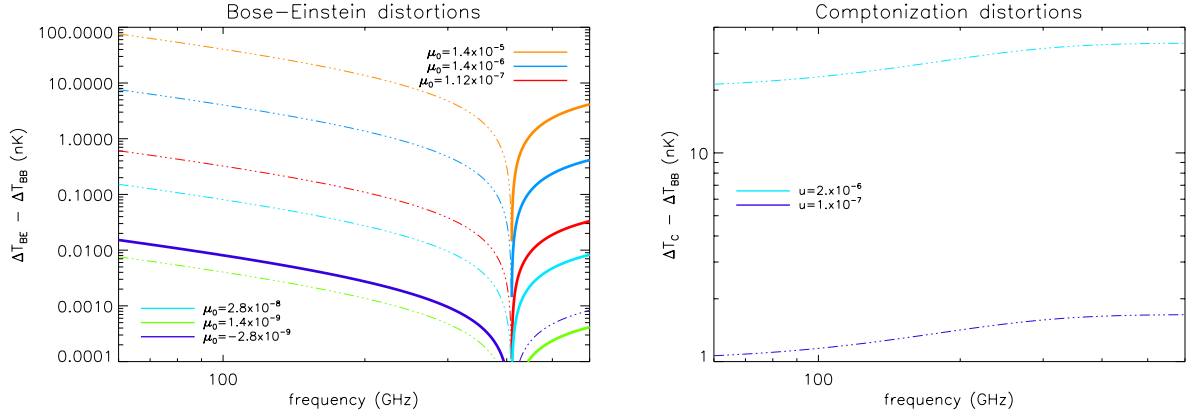 Bose−Einstein distortions
100.0000
10.0000
1.0000
0.1000
0.0100
0.0010
0.0001
ΔT_BE − ΔT_BB (nK)
μ₀=1.4x10⁻⁵
μ₀=1.4x10⁻⁶
μ₀=1.12x10⁻⁷
μ₀=2.8x10⁻⁸
μ₀=1.4x10⁻⁹
μ₀=−2.8x10⁻⁹
100
frequency (GHz)
Comptonization distortions
10
1
ΔT_C − ΔT_BB (nK)
u=2.x10⁻⁶
u=1.x10⁻⁷
100
frequency (GHz)